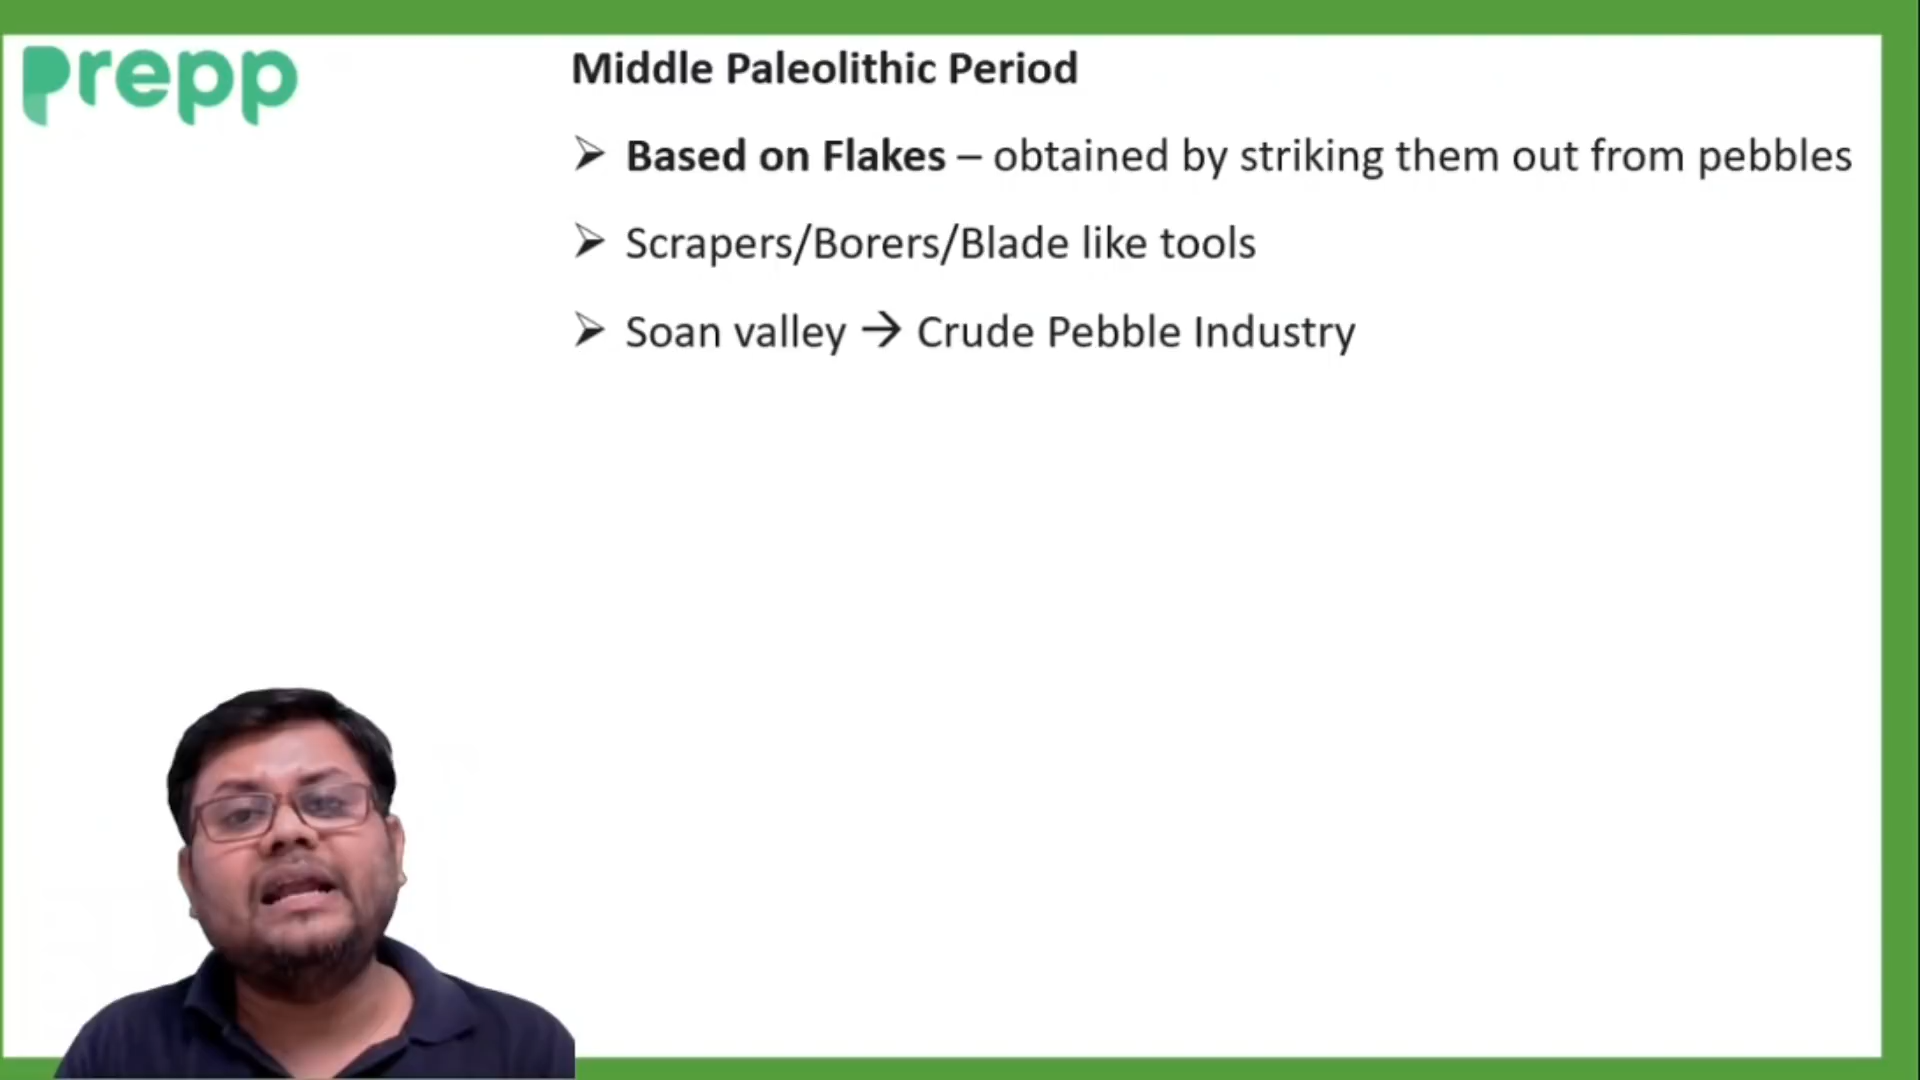 prepp
Middle Paleolithic Period
➢ Based on Flakes – obtained by striking them out from pebbles
➢ Scrapers/Borers/Blade like tools
➢ Soan valley → Crude Pebble Industry